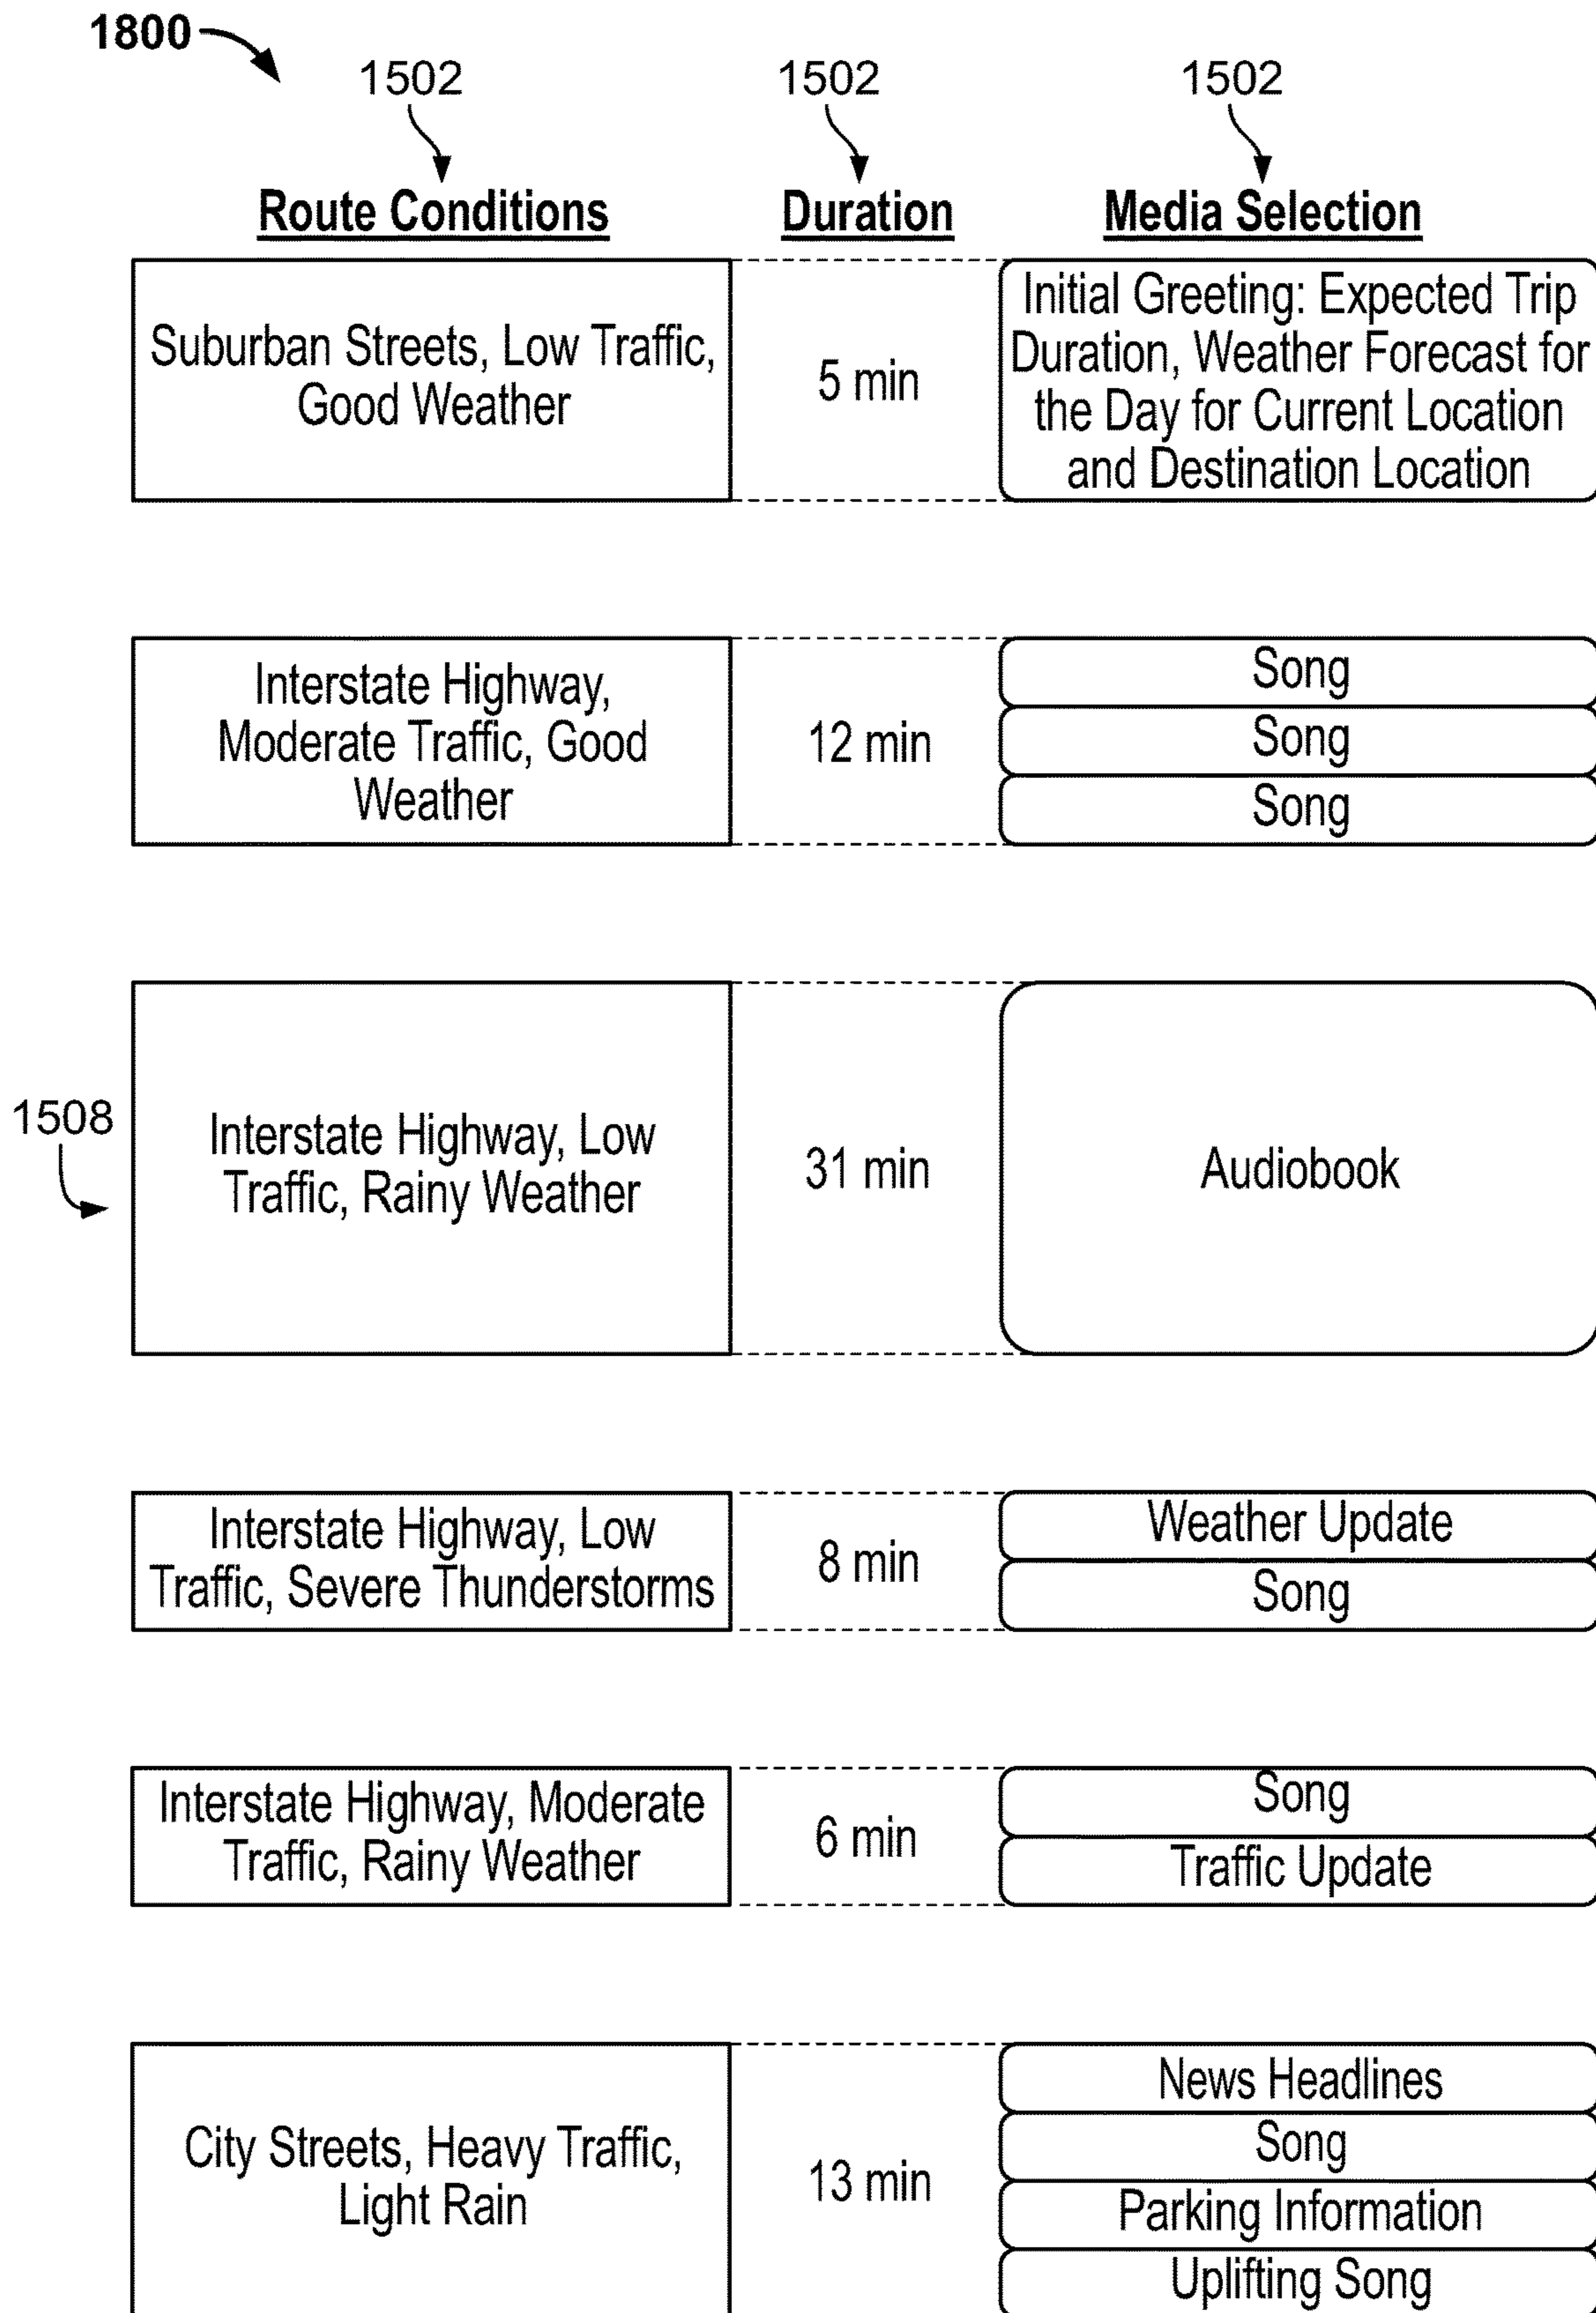 1800
1502 1502 1502
Route Conditions Duration Media Selection
Suburban Streets, Low Traffic,
Good Weather
5 min
Initial Greeting: Expected Trip
Duration, Weather Forecast for
the Day for Current Location
and Destination Location
Interstate Highway,
Moderate Traffic, Good
Weather
12 min
Song
Song
Song
1508
Interstate Highway, Low
Traffic, Rainy Weather
31 min
Audiobook
Interstate Highway, Low
Traffic, Severe Thunderstorms
8 min
Weather Update
Song
Interstate Highway, Moderate
Traffic, Rainy Weather
6 min
Song
Traffic Update
City Streets, Heavy Traffic,
Light Rain
13 min
News Headlines
Song
Parking Information
Uplifting Song